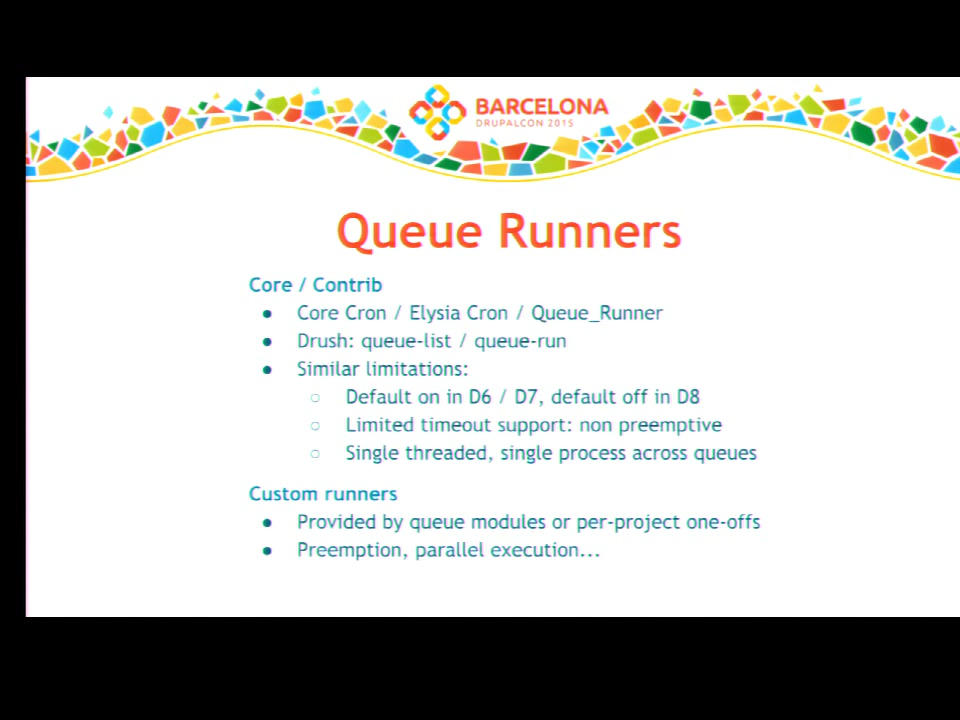 BARCELONA
DRUPALCON 2015
Queue Runners
Core / Contrib
● Core Cron / Elysia Cron / Queue_Runner
● Drush: queue-list / queue-run
● Similar limitations:
○ Default on in D6 / D7, default off in D8
○ Limited timeout support: non preemptive
○ Single threaded, single process across queues
Custom runners
● Provided by queue modules or per-project one-offs
● Preemption, parallel execution...